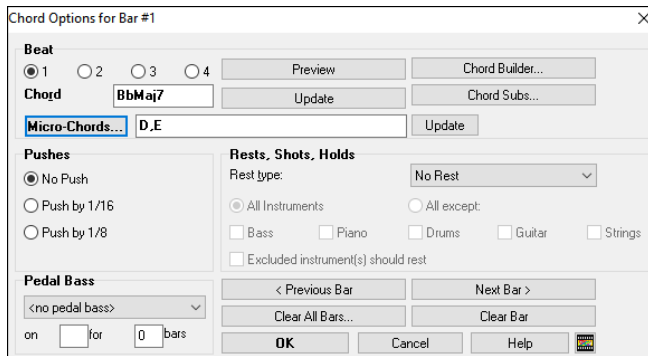 Chord Options for Bar #1
Beat
1 2 3 4 Preview Chord Builder...
Chord BbMaj7 Update Chord Subs...
Micro-Chords... D,E Update
Pushes
No Push
Push by 1/16
Push by 1/8
Rests, Shots, Holds
Rest type: No Rest
All Instruments All except:
Bass Piano Drums Guitar Strings
Excluded instrument(s) should rest
Pedal Bass
<no pedal bass>
on for 0 bars
< Previous Bar Next Bar >
Clear All Bars... Clear Bar
OK Cancel Help